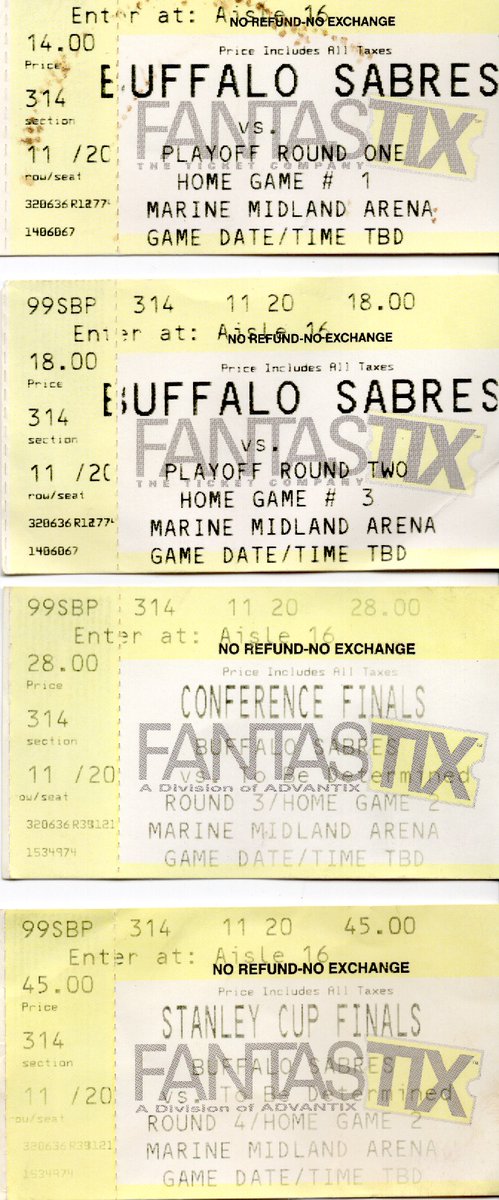 Enter at: Aisle 16
NO REFUND-NO EXCHANGE
14.00
Price
Price Includes All Taxes
BUFFALO SABRES
314
section
FANTASTIX
THE TICKET COMPANY
vs.
11 /20
PLAYOFF ROUND ONE
row/seat
HOME GAME # 1
MARINE MIDLAND ARENA
1406067
GAME DATE/TIME TBD
99SBP 314 11 20 18.00
Enter at: Aisle 16
NO REFUND-NO EXCHANGE
18.00
Price
Price Includes All Taxes
BUFFALO SABRES
314
section
FANTASTIX
THE TICKET COMPANY
vs.
11 /20
PLAYOFF ROUND TWO
row/seat
HOME GAME # 3
MARINE MIDLAND ARENA
1406067
GAME DATE/TIME TBD
99SBP 314 11 20 28.00
Enter at: Aisle 16
NO REFUND-NO EXCHANGE
28.00
Price
Price Includes All Taxes
CONFERENCE FINALS
314
section
FANTASTIX
A Division of ADVANTIX
BUFFALO SABRES
11 /20
vs. To Be Determined
ow/seat
ROUND 3/HOME GAME 2
MARINE MIDLAND ARENA
1534974
GAME DATE/TIME TBD
99SBP 314 11 20 45.00
Enter at: Aisle 16
NO REFUND-NO EXCHANGE
45.00
Price
Price Includes All Taxes
STANLEY CUP FINALS
314
section
FANTASTIX
A Division of ADVANTIX
BUFFALO SABRES
11 /20
vs. To Be Determined
row/seat
ROUND 4/HOME GAME 2
MARINE MIDLAND ARENA
1534974
GAME DATE/TIME TBD